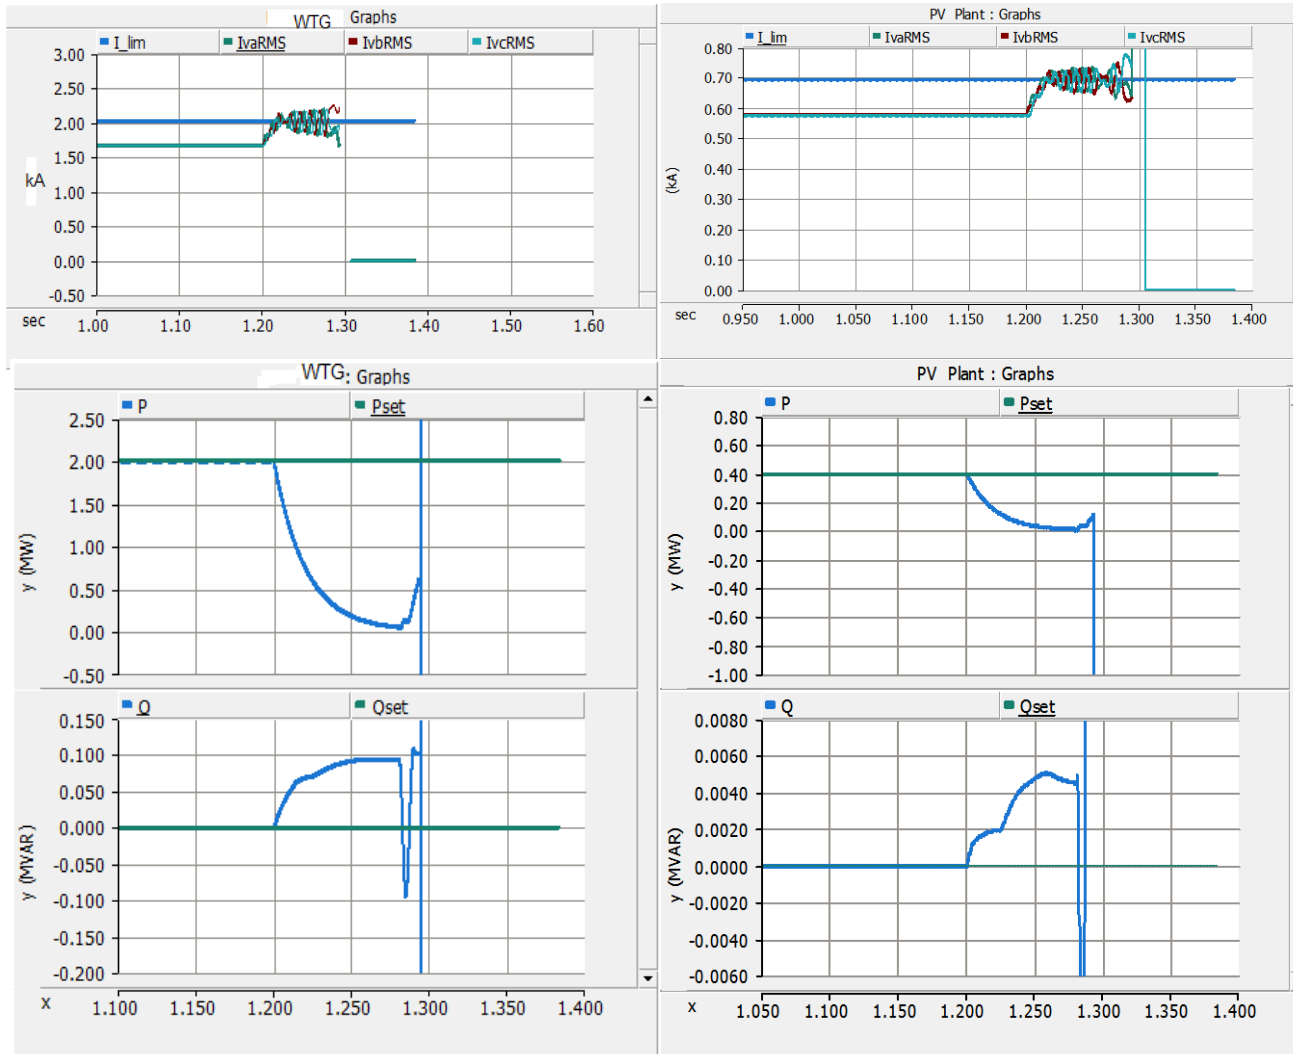 WTG Graphs
I_lim IvaRMS IvbRMS IvcRMS
3.00
2.50
2.00
1.50
kA
1.00
0.50
0.00
-0.50
sec 1.00 1.10 1.20 1.30 1.40 1.50 1.60
PV Plant : Graphs
I_lim IvaRMS IvbRMS IvcRMS
0.80
0.70
0.60
0.50
0.40
0.30
0.20
0.10
0.00
(kA)
sec 0.950 1.000 1.050 1.100 1.150 1.200 1.250 1.300 1.350 1.400
WTG : Graphs
P Pset
2.50
2.00
1.50
1.00
0.50
0.00
-0.50
y (MW)
Q Qset
0.150
0.100
0.050
0.000
-0.050
-0.100
-0.150
-0.200
y (MVAR)
x 1.100 1.150 1.200 1.250 1.300 1.350 1.400
PV Plant : Graphs
P Pset
0.80
0.60
0.40
0.20
0.00
-0.20
-0.40
-0.60
-0.80
-1.00
y (MW)
Q Qset
0.0080
0.0060
0.0040
0.0020
0.0000
-0.0020
-0.0040
-0.0060
y (MVAR)
x 1.050 1.100 1.150 1.200 1.250 1.300 1.350 1.400